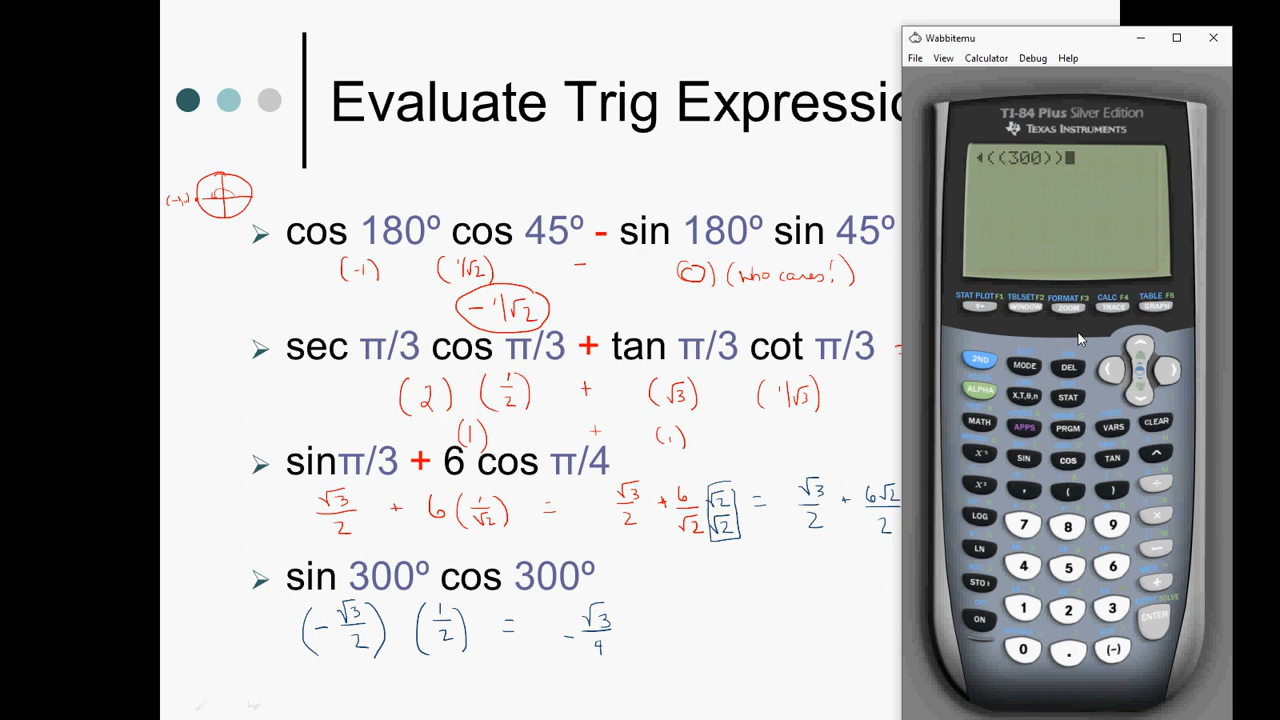 Evaluate Trig Expressio
Wabbitemu
File View Calculator Debug Help
TI-84 Plus Silver Edition
TEXAS INSTRUMENTS
((300))
cos 180º cos 45º - sin 180º sin 45º
(-1) (1/√2) - (0) (who cares!)
-1/√2
sec π/3 cos π/3 + tan π/3 cot π/3
(2) (1/2) + (√3) (1/√3)
(1) + (1)
sinπ/3 + 6 cos π/4
√3/2 + 6(1/√2) = √3/2 + 6/√2 √2/√2 = √3/2 + 6√2/2
sin 300º cos 300º
(-√3/2) (1/2) = -√3/4
STAT PLOT F1 TBLSET F2 FORMAT F3 CALC F4 TABLE F5
Y= WINDOW ZOOM TRACE GRAPH
2ND MODE DEL
ALPHA X,T,θ,n STAT
MATH APPS PRGM VARS CLEAR
X⁻¹ SIN COS TAN ^
X² , ( ) ÷
LOG 7 8 9 ×
LN 4 5 6 −
STO› 1 2 3 +
ON 0 . (-) ENTER